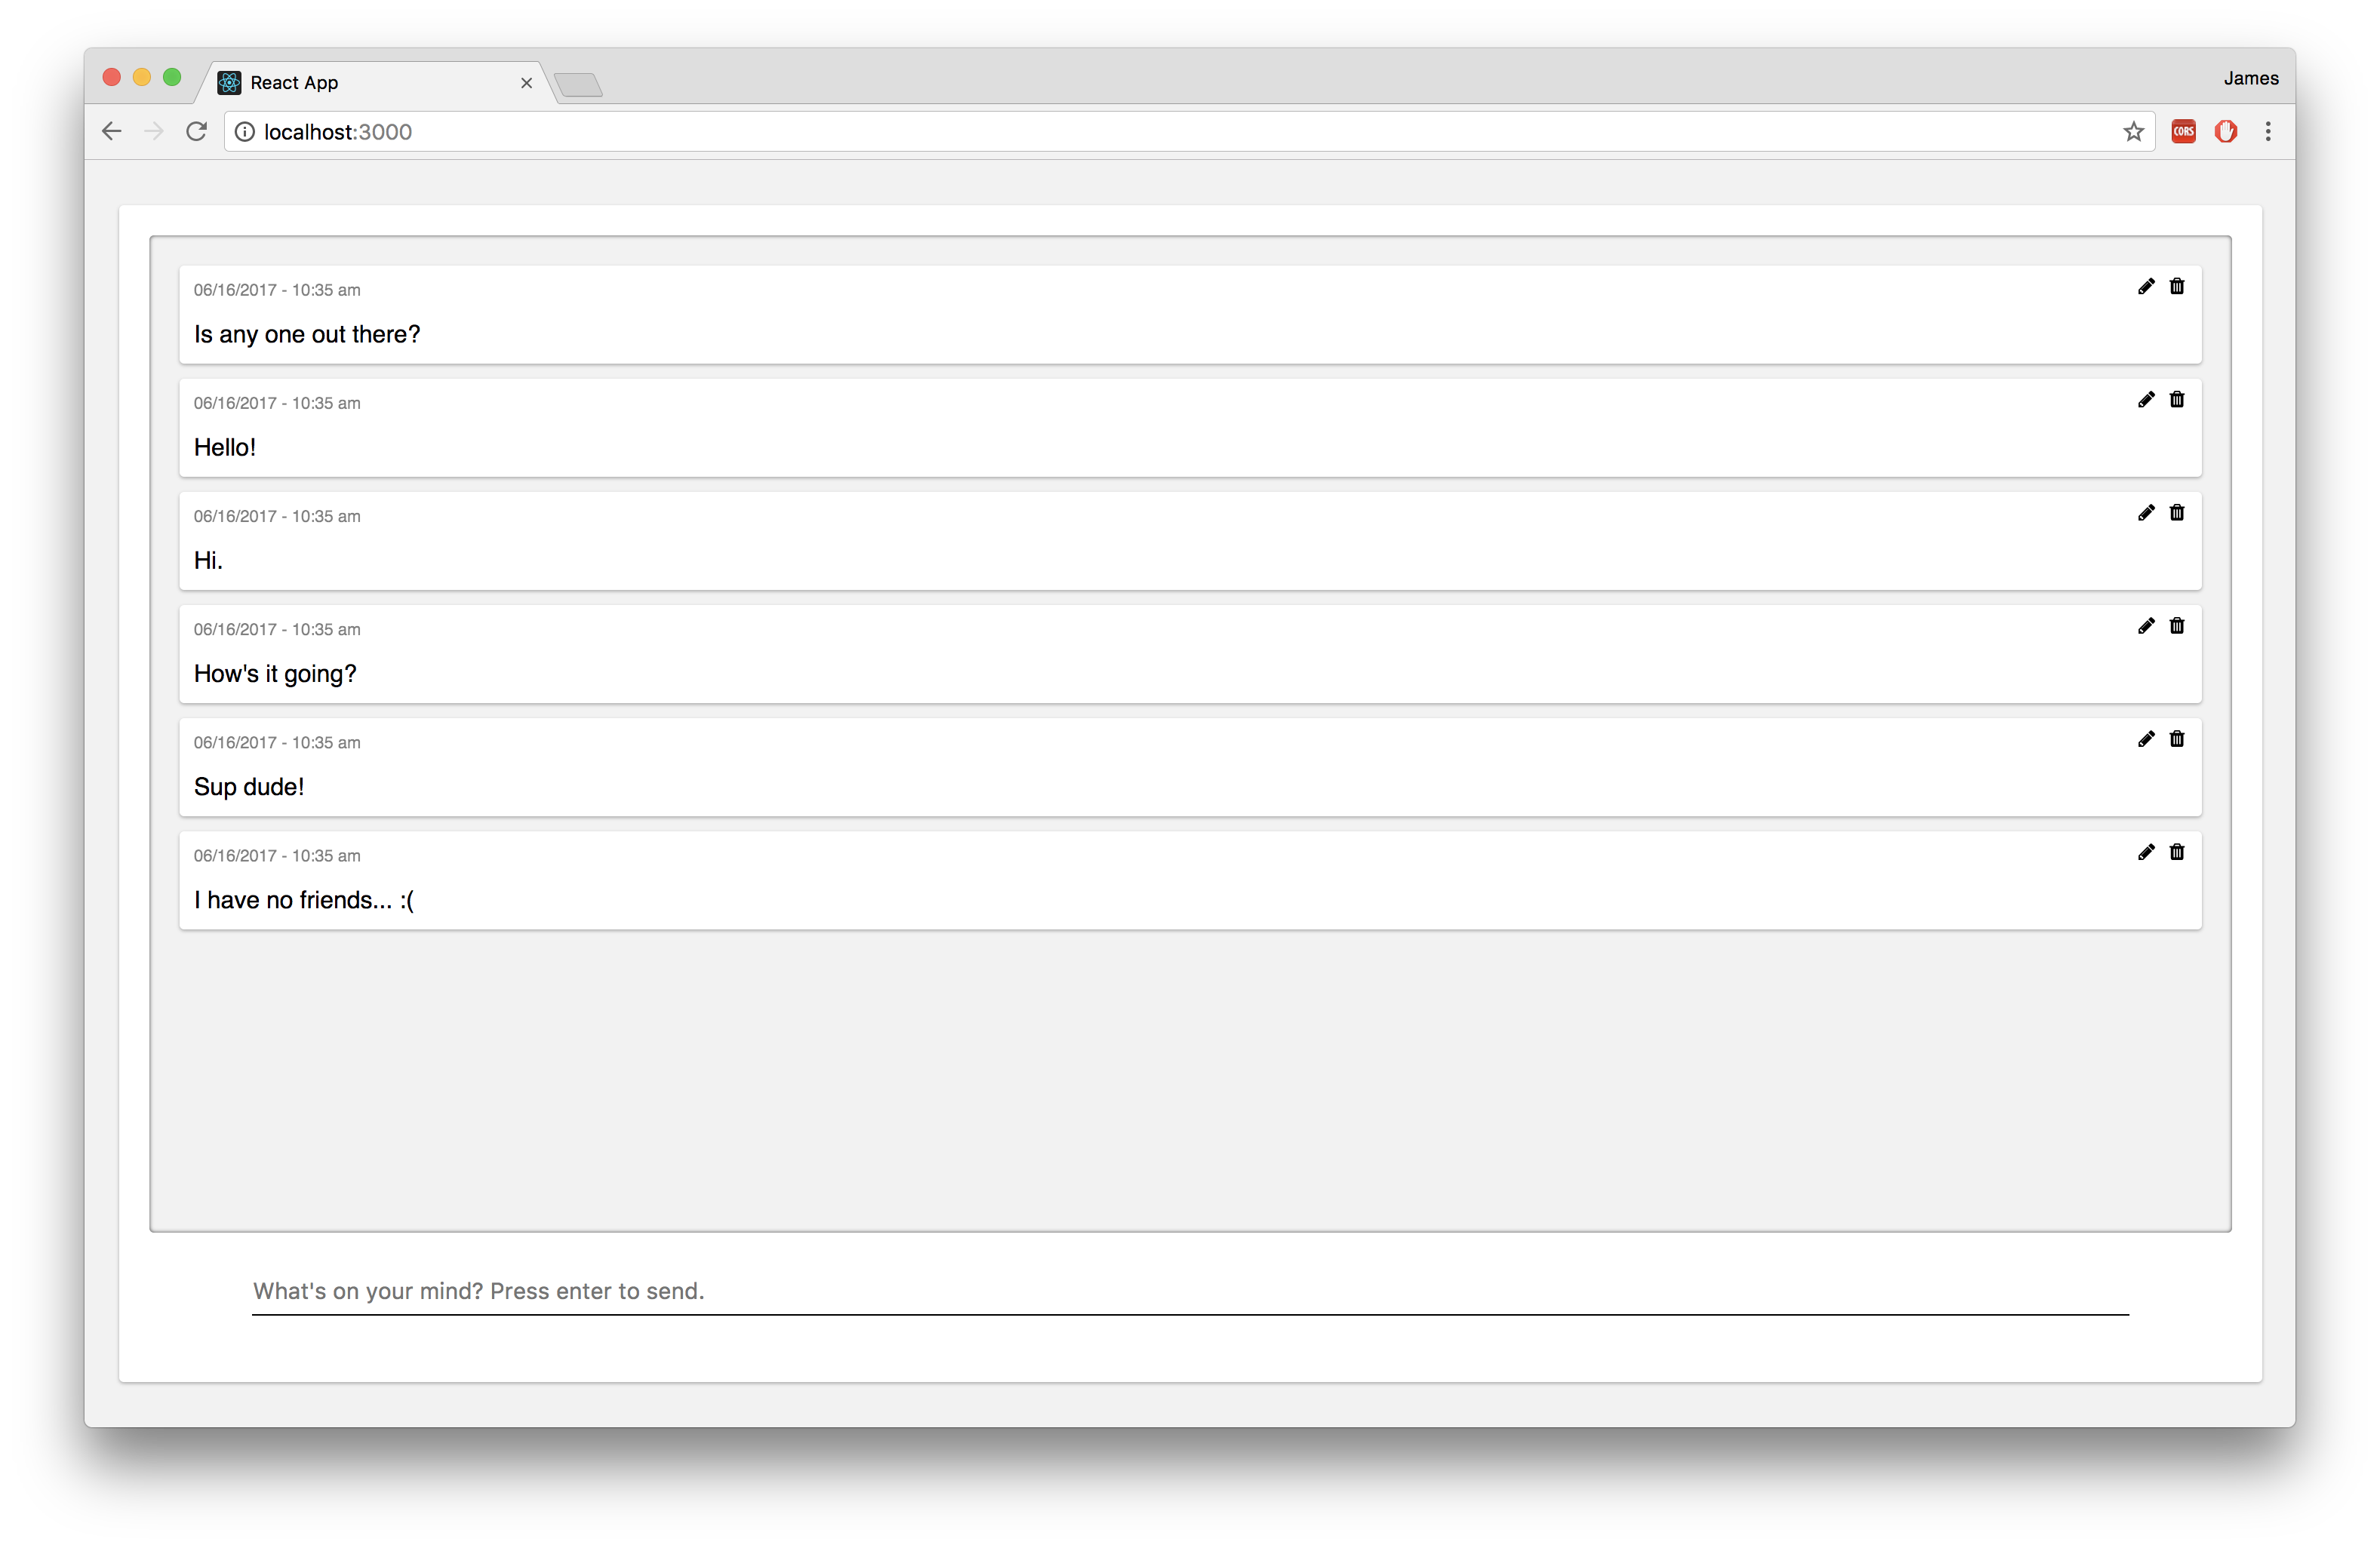 React App
James
localhost:3000
CORS
06/16/2017 - 10:35 am
Is any one out there?
06/16/2017 - 10:35 am
Hello!
06/16/2017 - 10:35 am
Hi.
06/16/2017 - 10:35 am
How's it going?
06/16/2017 - 10:35 am
Sup dude!
06/16/2017 - 10:35 am
I have no friends... :(
What's on your mind? Press enter to send.